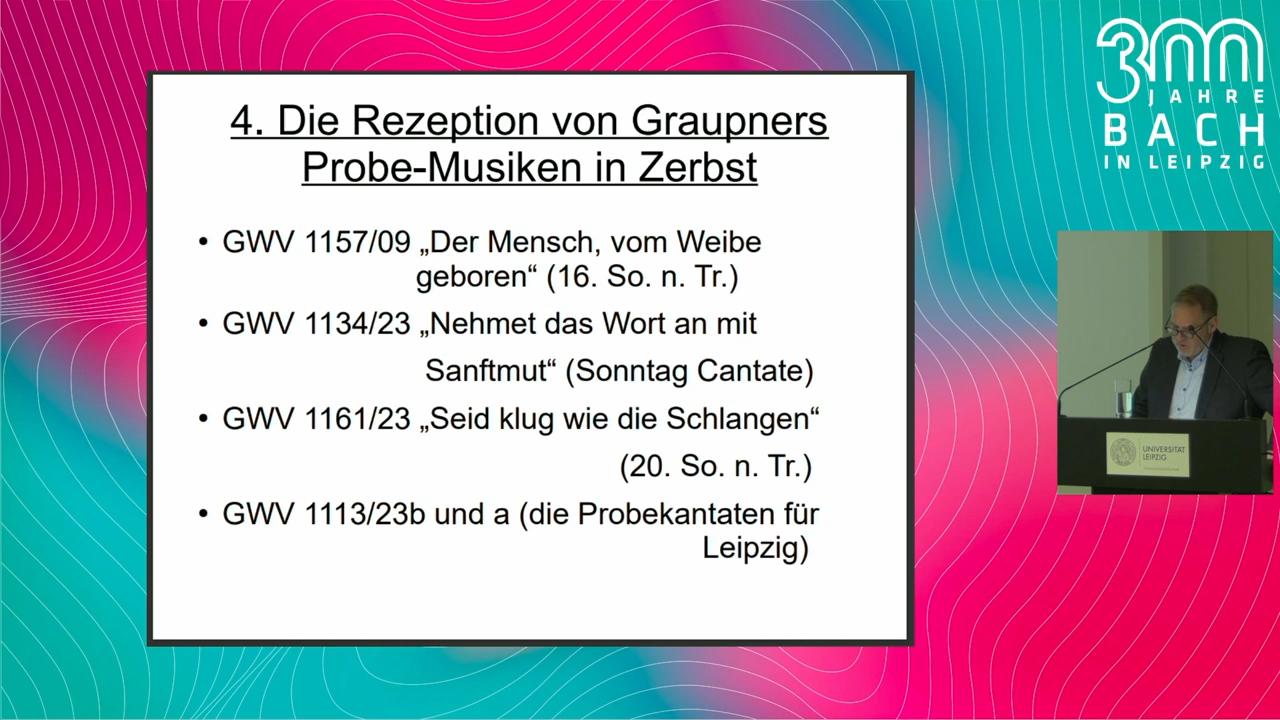 4. Die Rezeption von Graupners
Probe-Musiken in Zerbst
• GWV 1157/09 „Der Mensch, vom Weibe
geboren“ (16. So. n. Tr.)
• GWV 1134/23 „Nehmet das Wort an mit
Sanftmut“ (Sonntag Cantate)
• GWV 1161/23 „Seid klug wie die Schlangen“
(20. So. n. Tr.)
• GWV 1113/23b und a (die Probekantaten für
Leipzig)
300
JAHRE
BACH
IN LEIPZIG
UNIVERSITÄT
LEIPZIG